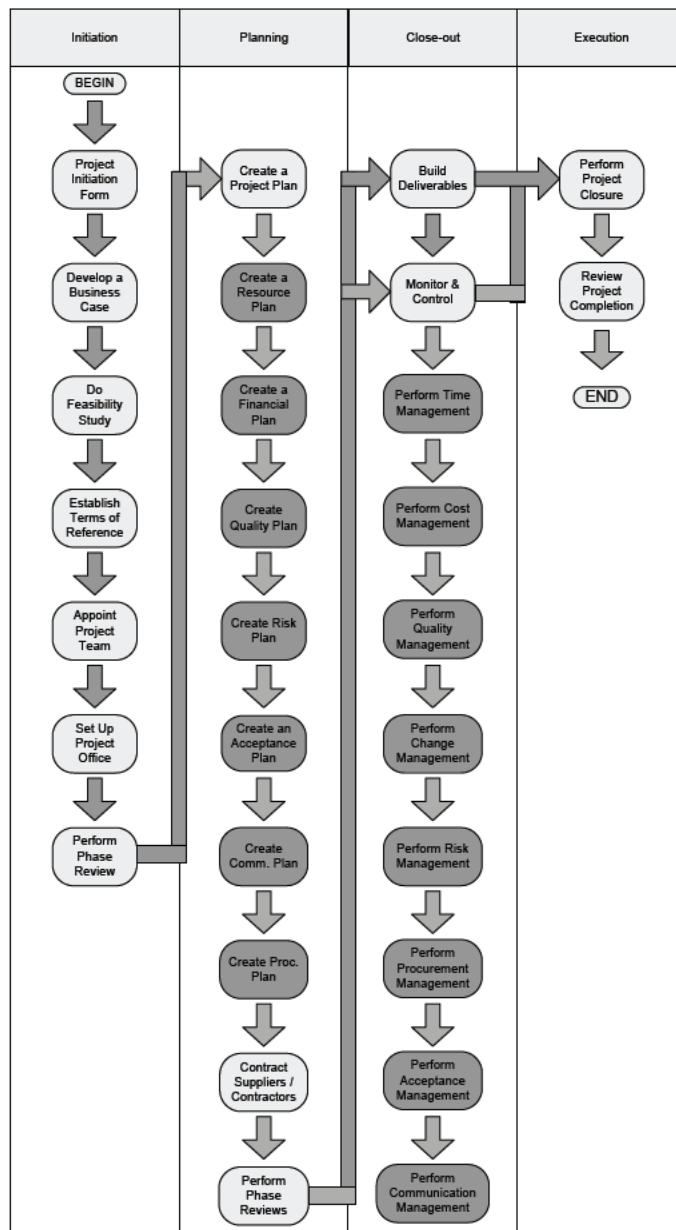 Initiation
Planning
Close-out
Execution
BEGIN
Project
Initiation
Form
Develop a
Business
Case
Do
Feasibility
Study
Establish
Terms of
Reference
Appoint
Project
Team
Set Up
Project
Office
Perform
Phase
Review
Create a
Project Plan
Create a
Resource
Plan
Create a
Financial
Plan
Create
Quality Plan
Create Risk
Plan
Create an
Acceptance
Plan
Create
Comm. Plan
Create Proc.
Plan
Contract
Suppliers /
Contractors
Perform
Phase
Reviews
Build
Deliverables
Monitor &
Control
Perform Time
Management
Perform Cost
Management
Perform
Quality
Management
Perform
Change
Management
Perform Risk
Management
Perform
Procurement
Management
Perform
Acceptance
Management
Perform
Communication
Management
Perform
Project
Closure
Review
Project
Completion
END